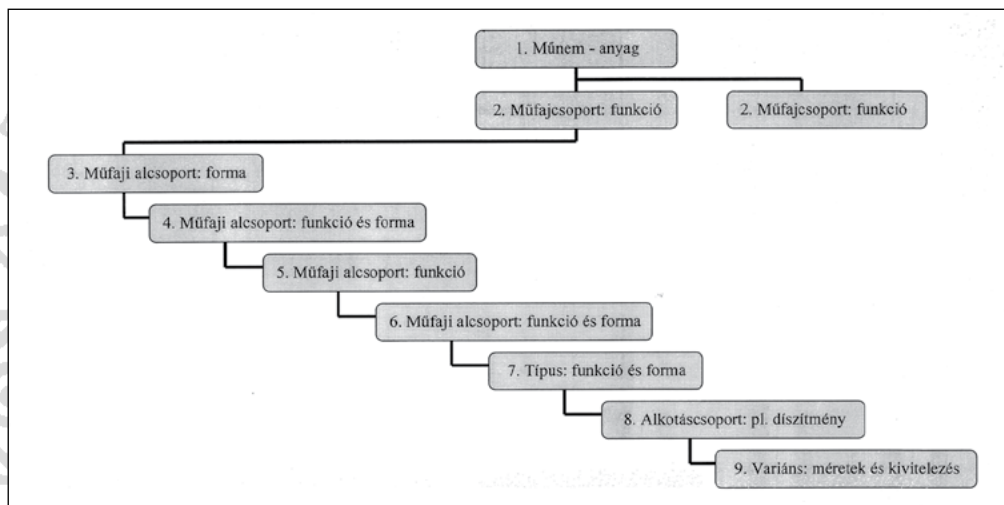 1. Műnem - anyag
2. Műfajcsoport: funkció
2. Műfajcsoport: funkció
3. Műfaji alcsoport: forma
4. Műfaji alcsoport: funkció és forma
5. Műfaji alcsoport: funkció
6. Műfaji alcsoport: funkció és forma
7. Típus: funkció és forma
8. Alkotáscsoport: pl. díszítmény
9. Variáns: méretek és kivitelezés